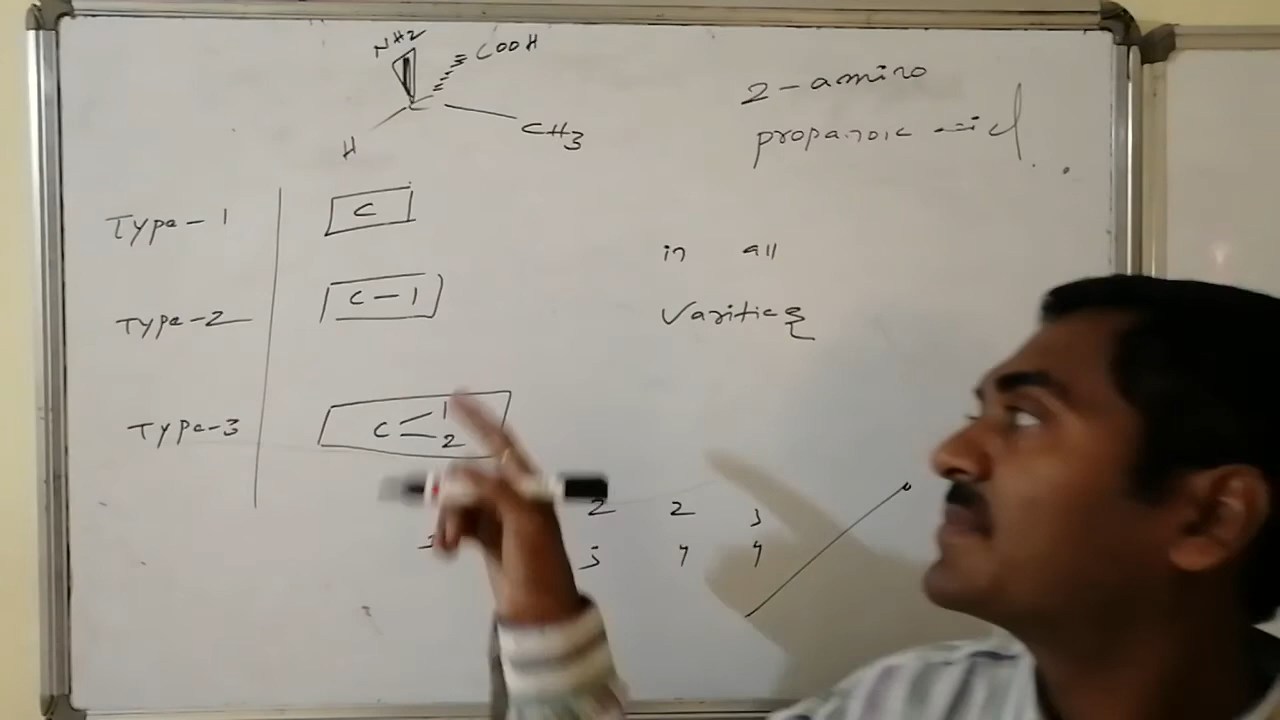 NH2
COOH
C
H
CH3
2-amino
propanoic acid.
Type-1
C
in all
Type-2
C-1
Varities
Type-3
C
1
2
2 2 3
3 4 4